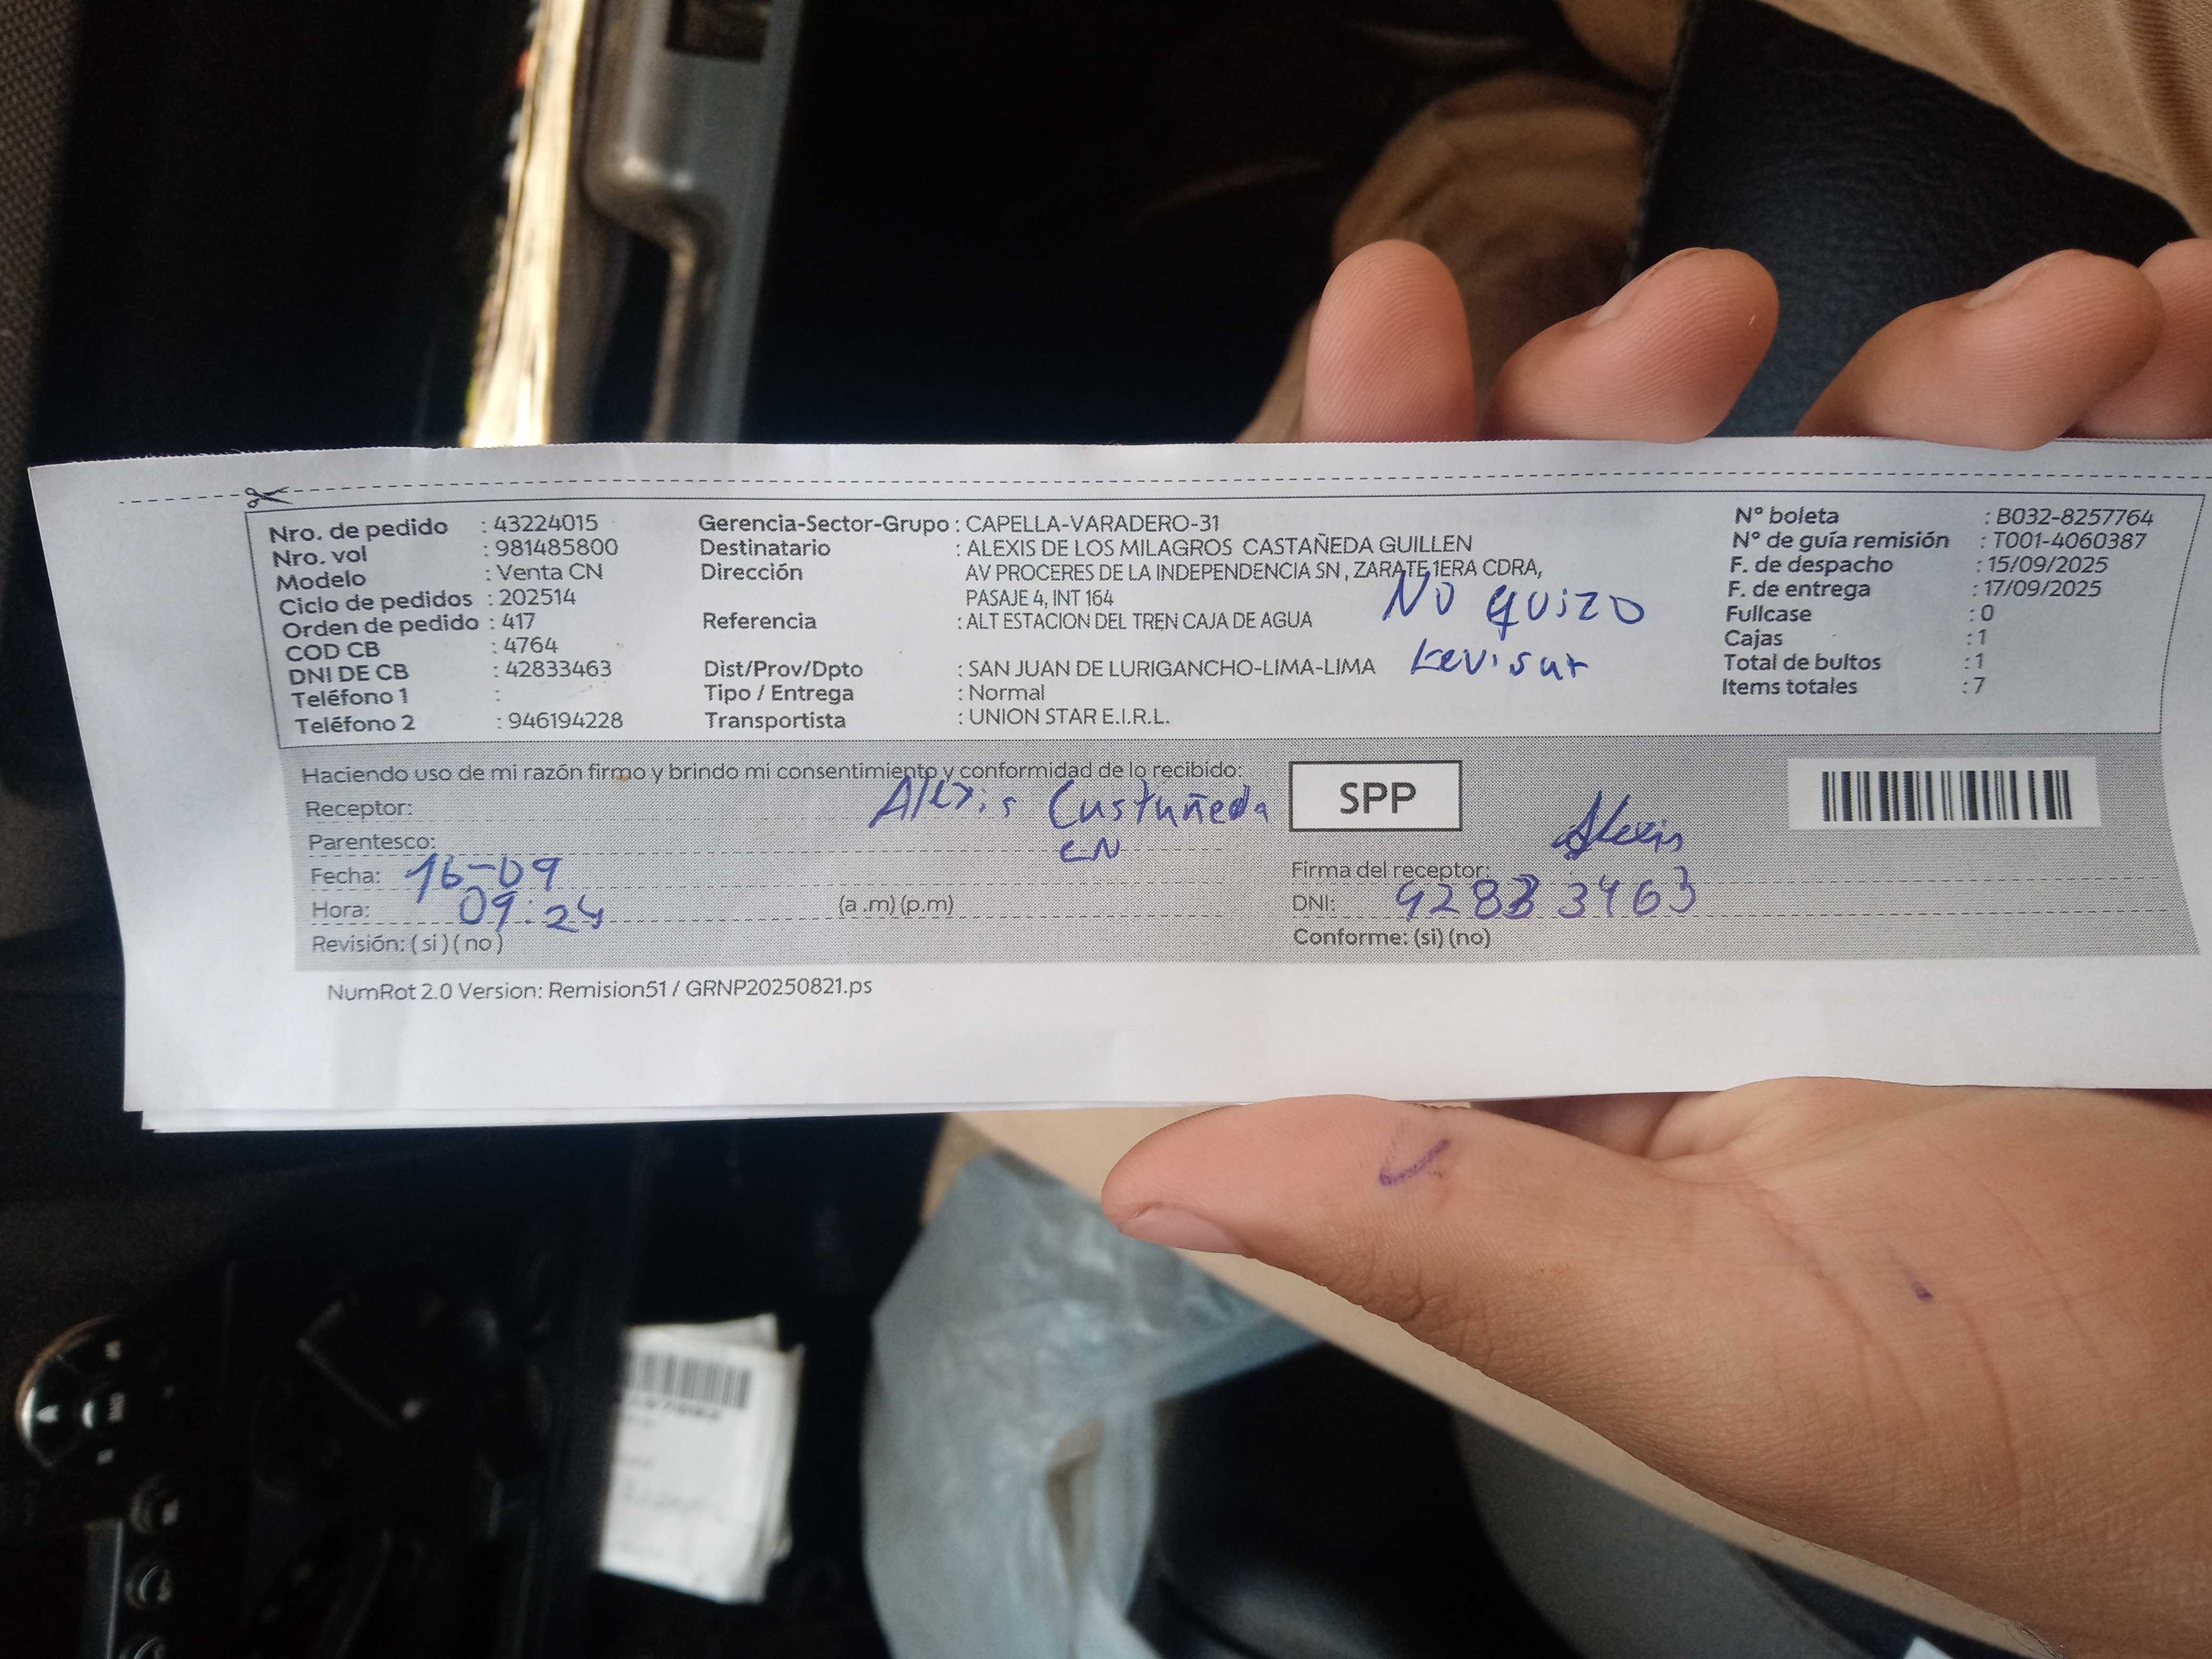 Nro. de pedido : 43224015
Nro. vol : 981485800
Modelo : Venta CN
Ciclo de pedidos : 202514
Orden de pedido : 417
COD CB : 4764
DNI DE CB : 42833463
Teléfono 1 :
Teléfono 2 : 946194228
Gerencia-Sector-Grupo : CAPELLA-VARADERO-31
Destinatario : ALEXIS DE LOS MILAGROS CASTAÑEDA GUILLEN
Dirección AV PROCERES DE LA INDEPENDENCIA SN , ZARATE 1ERA CDRA,
PASAJE 4, INT 164
Referencia : ALT ESTACION DEL TREN CAJA DE AGUA
Dist/Prov/Dpto : SAN JUAN DE LURIGANCHO-LIMA-LIMA
Tipo / Entrega : Normal
Transportista : UNION STAR E.I.R.L.
No quizo
revisar
N° boleta : B032-8257764
N° de guía remisión : T001-4060387
F. de despacho : 15/09/2025
F. de entrega : 17/09/2025
Fullcase : 0
Cajas : 1
Total de bultos : 1
Items totales : 7
Haciendo uso de mi razón firmo y brindo mi consentimiento y conformidad de lo recibido:
Receptor: Alexis Castañeda
Parentesco: CN
Fecha: 16-09
Hora: 09:24 (a .m) (p.m)
Revisión: ( si ) ( no )
SPP
Alexis
Firma del receptor:
DNI: 42833463
Conforme: (si) (no)
NumRot 2.0 Version: Remision51 / GRNP20250821.ps